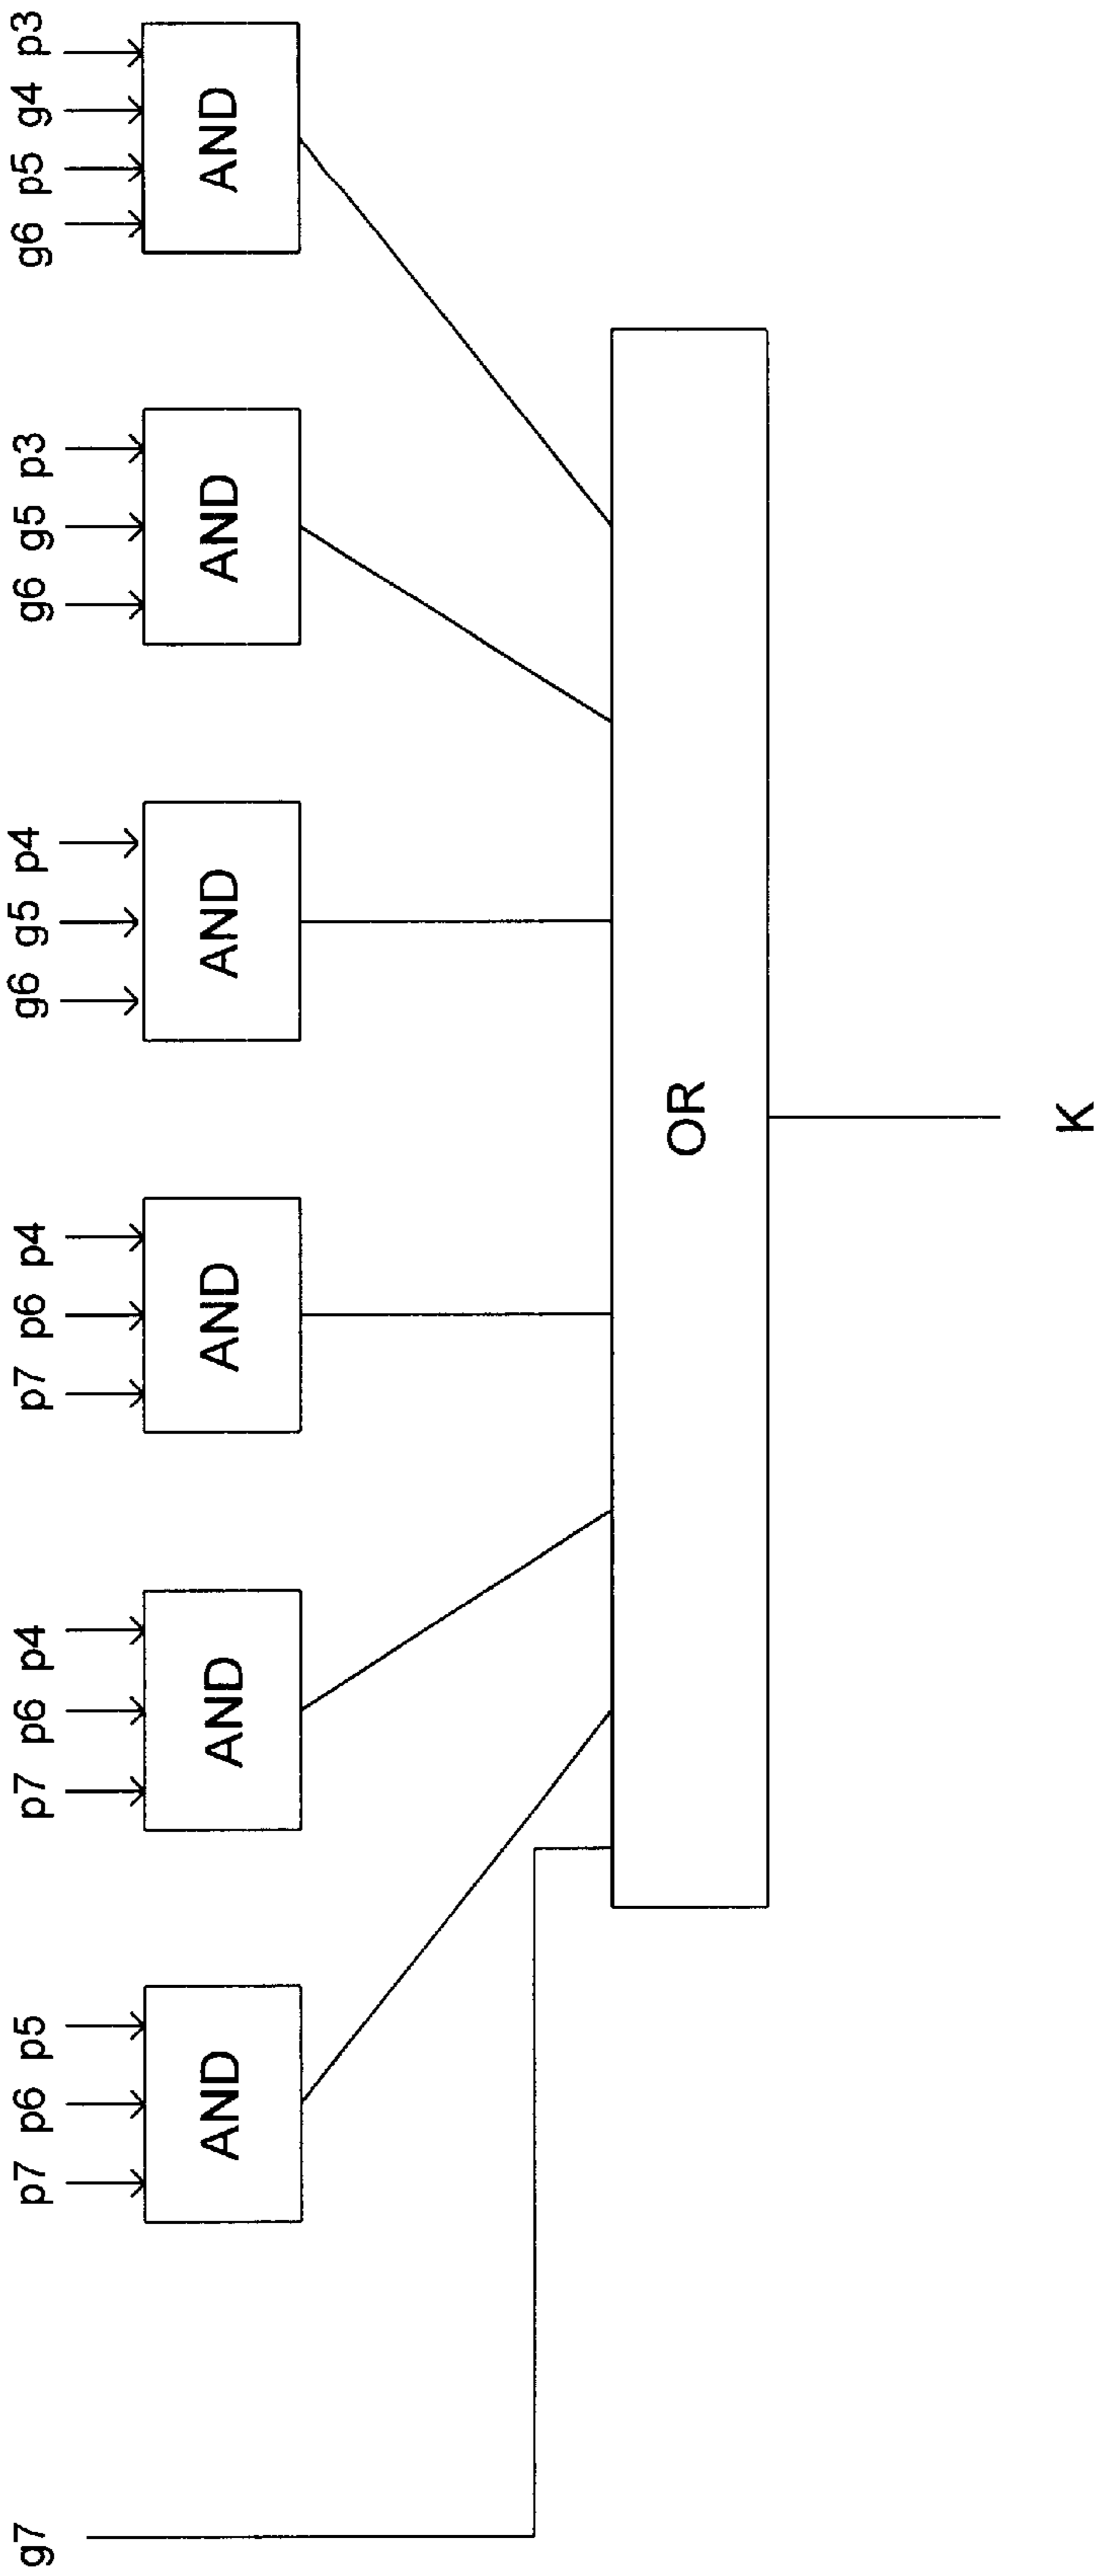 g7
p7 p6 p5
p7 p6 p4
p7 p6 p4
g6 g5 p4
g6 g5 p3
g6 p5 g4 p3
AND
AND
AND
AND
AND
AND
OR
K